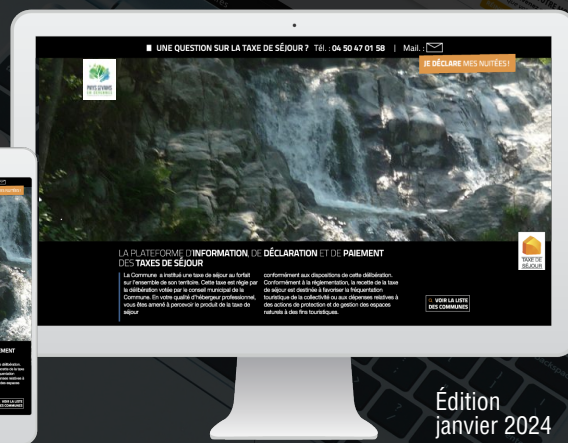 ■ UNE QUESTION SUR LA TAXE DE SÉJOUR ? Tél. : 04 50 47 01 58 | Mail. :
JE DÉCLARE MES NUITÉES !
LA PLATEFORME D'INFORMATION, DE DÉCLARATION ET DE PAIEMENT
DES TAXES DE SÉJOUR
La Commune a institué une taxe de séjour au forfait
sur l'ensemble de son territoire. Cette taxe est régie par
la délibération votée par le conseil municipal de la
Commune. En votre qualité d'hébergeur professionnel,
vous êtes amené à percevoir le produit de la taxe de
séjour
conformément aux dispositions de cette délibération.
Conformément à la réglementation, la recette de la taxe
de séjour est destinée à favoriser la fréquentation
touristique de la collectivité ou aux dépenses relatives à
des actions de protection et de gestion des espaces
naturels à des fins touristiques.
TAXE DE
SÉJOUR
VOIR LA LISTE
DES COMMUNES
Édition
janvier 2024